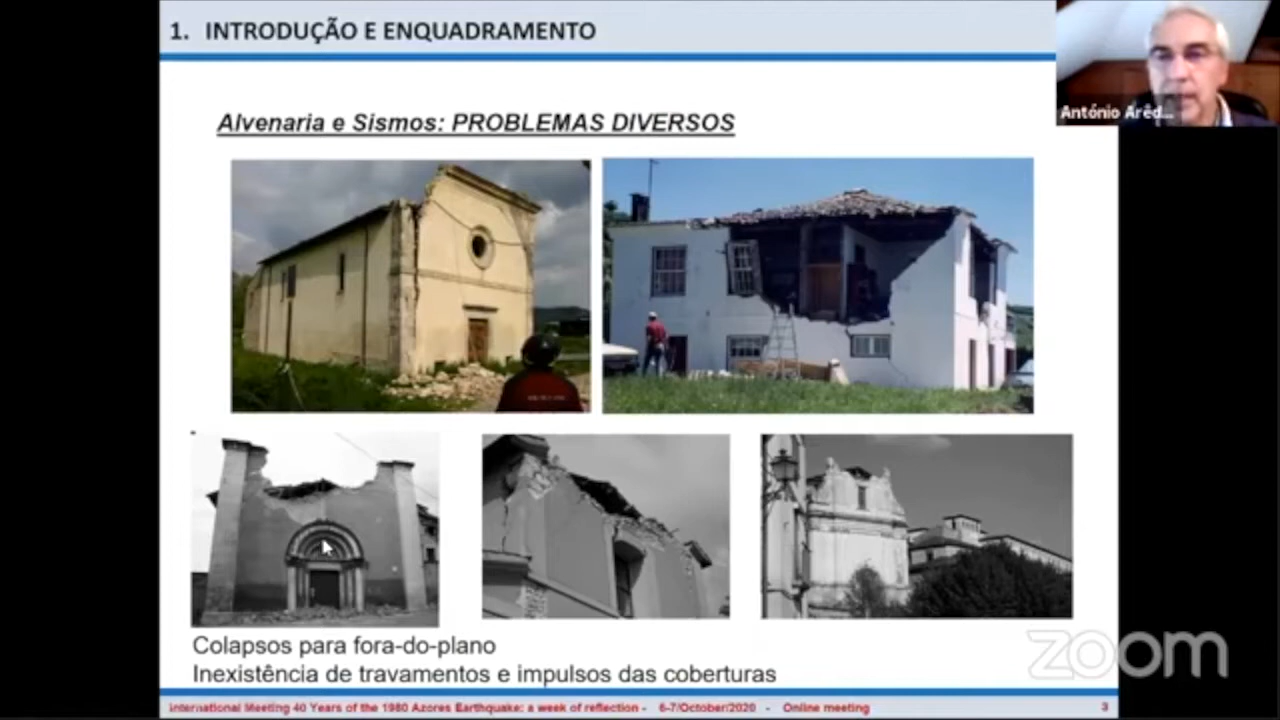 1. INTRODUÇÃO E ENQUADRAMENTO
António Arêd...
Alvenaria e Sismos: PROBLEMAS DIVERSOS
Colapsos para fora-do-plano
Inexistência de travamentos e impulsos das coberturas
zoom
International Meeting 40 Years of the 1980 Azores Earthquake: a week of reflection - 6-7/October/2020 - Online meeting 3